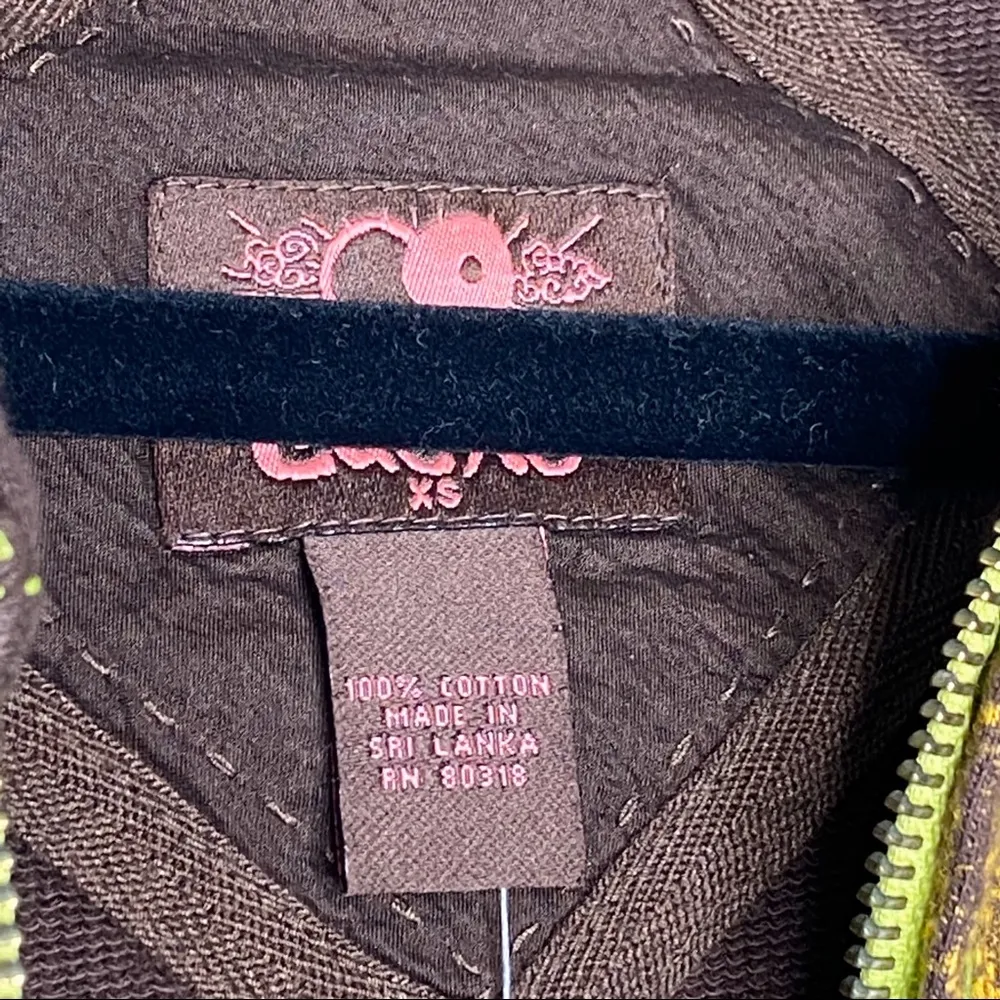 XS
100% COTTON
MADE IN
SRI LANKA
RN 80318